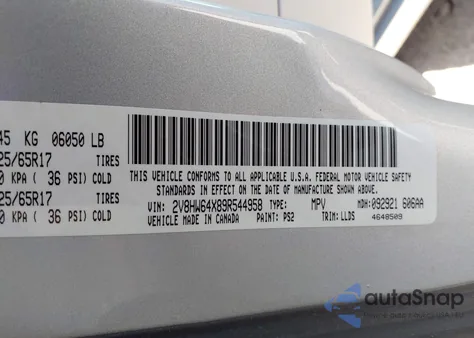 45 KG 06050 LB
25/65R17 TIRES
0 KPA ( 36 PSI) COLD
25/65R17 TIRES
0 KPA ( 36 PSI) COLD
THIS VEHICLE CONFORMS TO ALL APPLICABLE U.S.A. FEDERAL MOTOR VEHICLE SAFETY
STANDARDS IN EFFECT ON THE DATE OF MANUFACTURE SHOWN ABOVE.
VIN: 2V8HW64X89R544958 TYPE: MPV MDH: 092921 606AA
VEHICLE MADE IN CANADA PAINT: PS2 TRIM: LLDS 4648509
autoSnap